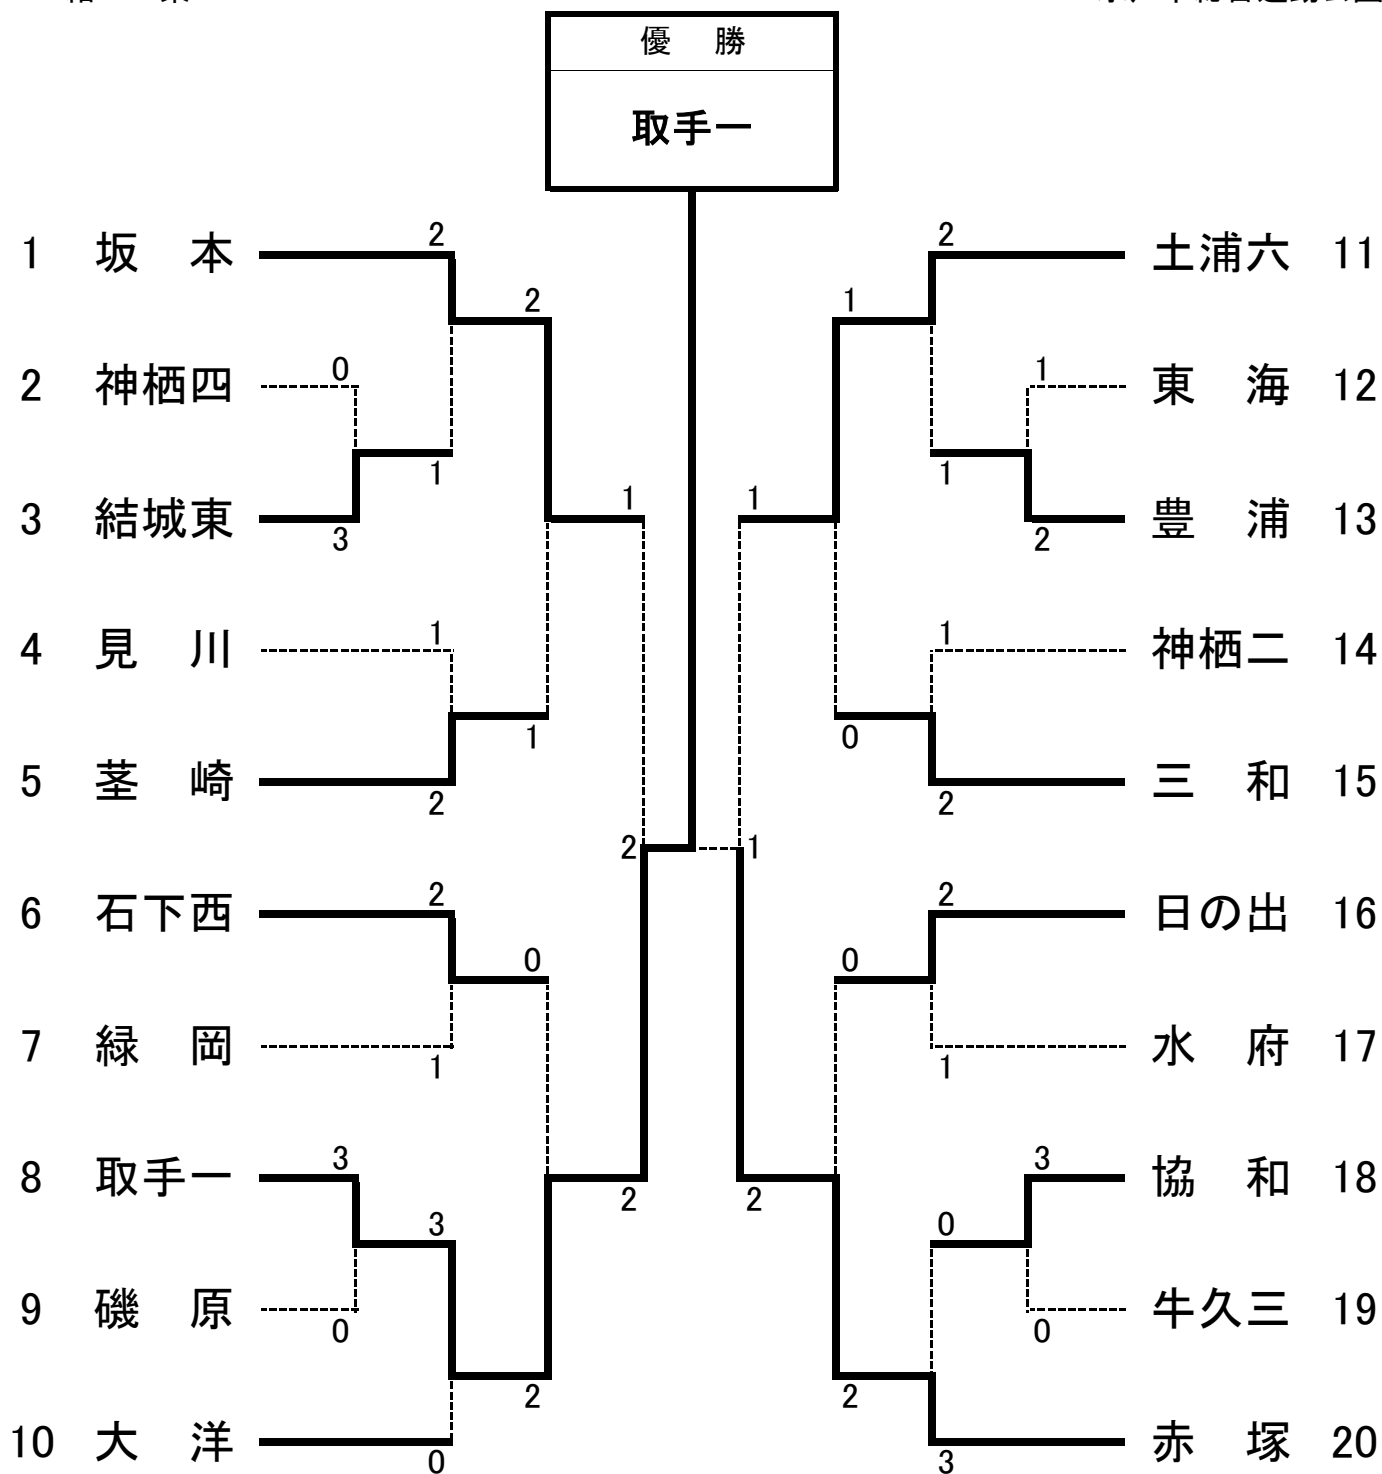 優　勝
取手一
2 2
1 坂　本 土浦六 11
2 1
0 1
2 神栖四 東　海 12
1 1
1 1
3 結城東 豊　浦 13
3 2
1 1
4 見　川 神栖二 14
1 0
5 茎　崎 三　和 15
2 2
2 1
2 2
6 石下西 日の出 16
0 0
7 緑　岡 水　府 17
1 1
3 3
8 取手一 協　和 18
2 2
3 0
9 磯　原 牛久三 19
0 0
2 2
10 大　洋 赤　塚 20
0 3